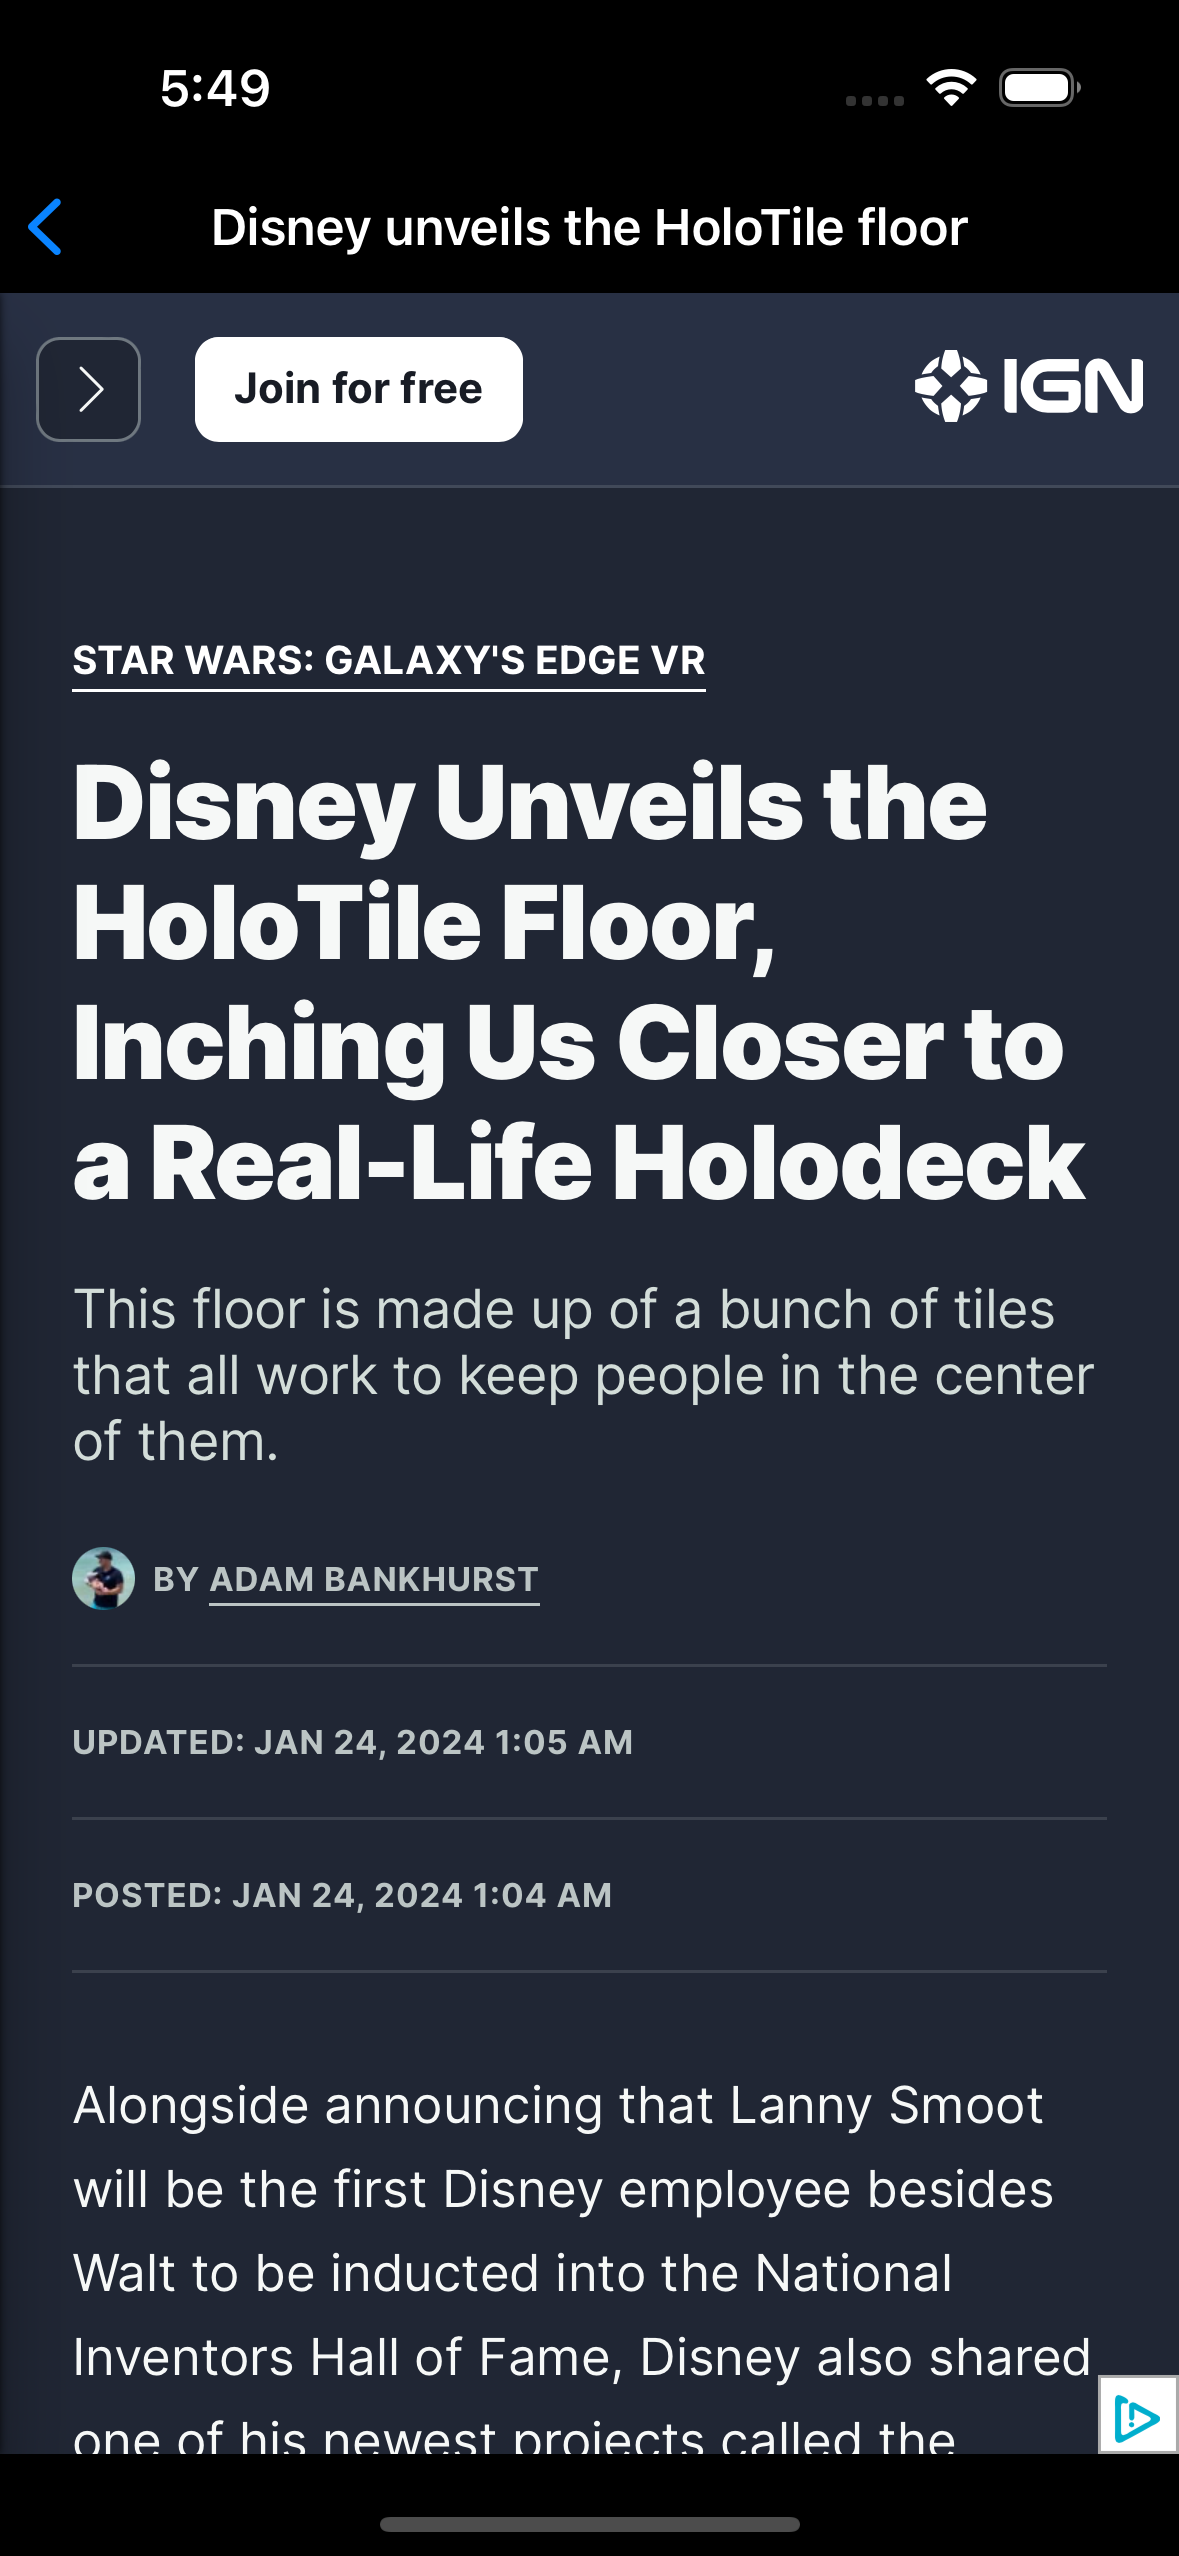 5:49
Disney unveils the HoloTile floor
Join for free
IGN
STAR WARS: GALAXY'S EDGE VR
Disney Unveils the
HoloTile Floor,
Inching Us Closer to
a Real-Life Holodeck
This floor is made up of a bunch of tiles
that all work to keep people in the center
of them.
BY ADAM BANKHURST
UPDATED: JAN 24, 2024 1:05 AM
POSTED: JAN 24, 2024 1:04 AM
Alongside announcing that Lanny Smoot
will be the first Disney employee besides
Walt to be inducted into the National
Inventors Hall of Fame, Disney also shared
one of his newest projects called the